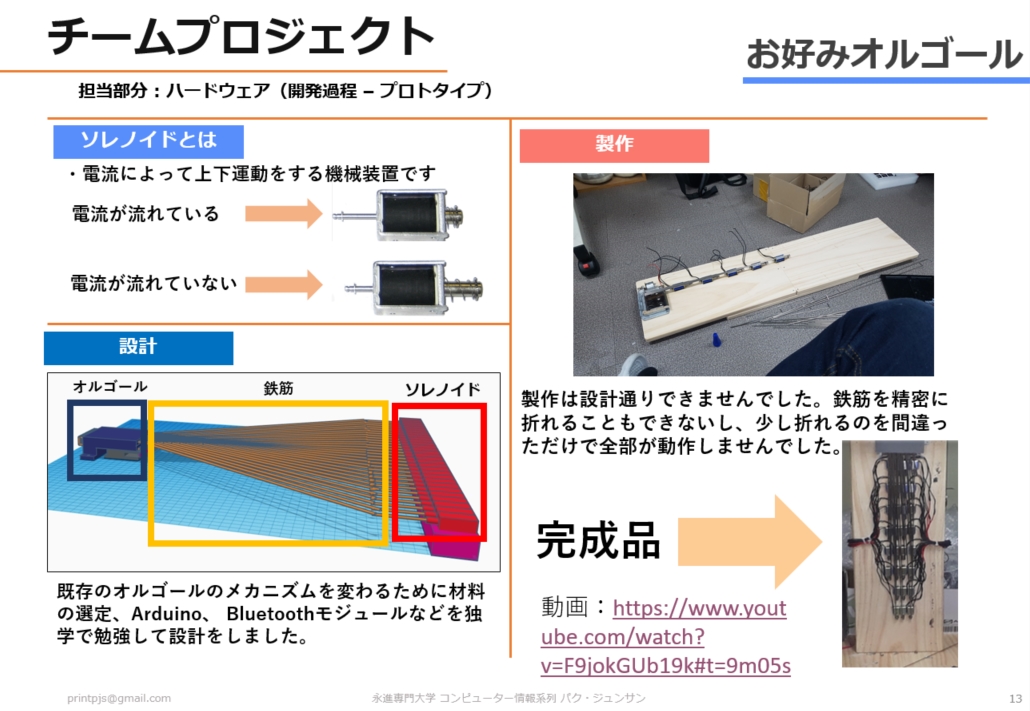 チームプロジェクト
お好みオルゴール
担当部分：ハードウェア（開発過程 – プロトタイプ）
ソレノイドとは
・電流によって上下運動をする機械装置です
電流が流れている
電流が流れていない
設計
オルゴール
鉄筋
ソレノイド
既存のオルゴールのメカニズムを変わるために材料
の選定、Arduino、 Bluetoothモジュールなどを独
学で勉強して設計をしました。
製作
製作は設計通りできませんでした。鉄筋を精密に
折れることもできないし、少し折れるのを間違っ
ただけで全部が動作しませんでした。
完成品
動画：https://www.yout
ube.com/watch?
v=F9jokGUb19k#t=9m05s
printpjs@gmail.com
永進専門大学 コンピューター情報系列 パク・ジュンサン
13